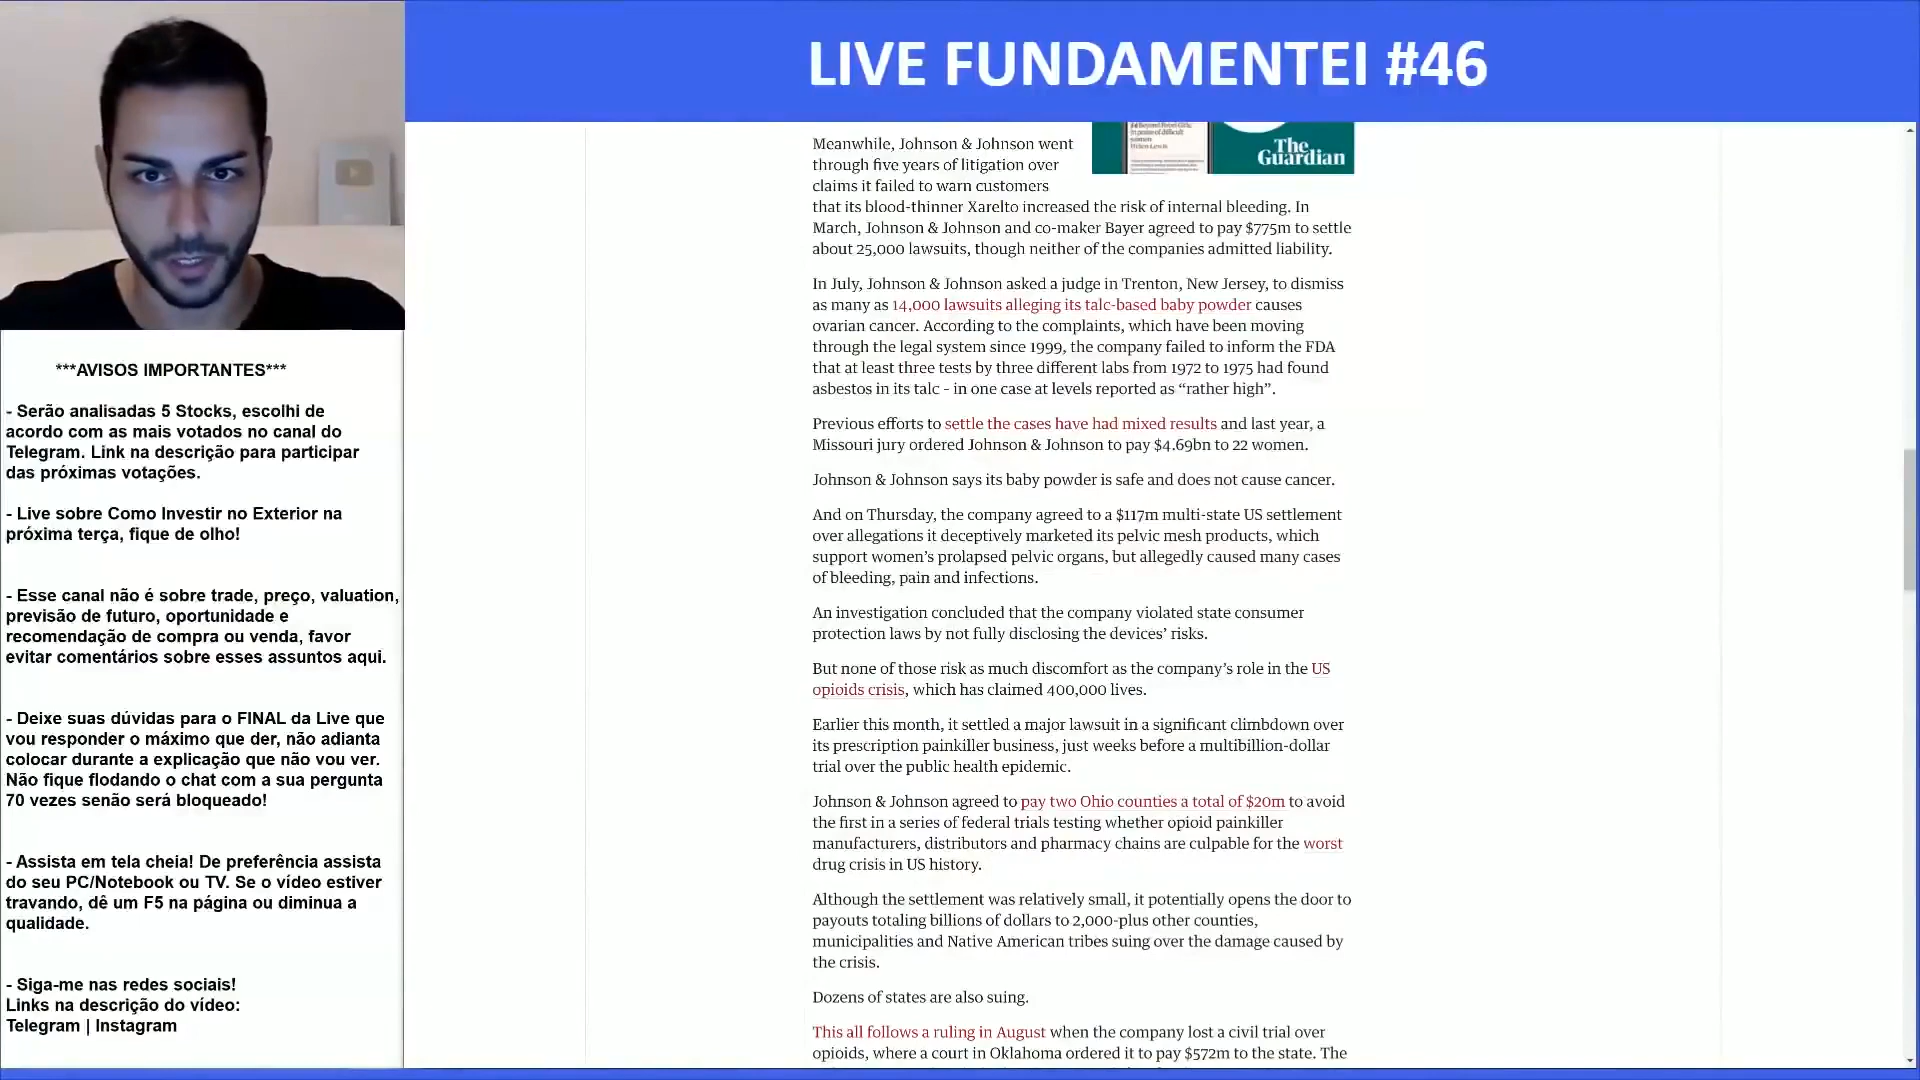 LIVE FUNDAMENTEI #46
***AVISOS IMPORTANTES***
- Serão analisadas 5 Stocks, escolhi de
acordo com as mais votados no canal do
Telegram. Link na descrição para participar
das próximas votações.
- Live sobre Como Investir no Exterior na
próxima terça, fique de olho!
- Esse canal não é sobre trade, preço, valuation,
previsão de futuro, oportunidade e
recomendação de compra ou venda, favor
evitar comentários sobre esses assuntos aqui.
- Deixe suas dúvidas para o FINAL da Live que
vou responder o máximo que der, não adianta
colocar durante a explicação que não vou ver.
Não fique flodando o chat com a sua pergunta
70 vezes senão será bloqueado!
- Assista em tela cheia! De preferência assista
do seu PC/Notebook ou TV. Se o vídeo estiver
travando, dê um F5 na página ou diminua a
qualidade.
- Siga-me nas redes sociais!
Links na descrição do vídeo:
Telegram | Instagram
The
Guardian
Meanwhile, Johnson & Johnson went
through five years of litigation over
claims it failed to warn customers
that its blood-thinner Xarelto increased the risk of internal bleeding. In
March, Johnson & Johnson and co-maker Bayer agreed to pay $775m to settle
about 25,000 lawsuits, though neither of the companies admitted liability.
In July, Johnson & Johnson asked a judge in Trenton, New Jersey, to dismiss
as many as 14,000 lawsuits alleging its talc-based baby powder causes
ovarian cancer. According to the complaints, which have been moving
through the legal system since 1999, the company failed to inform the FDA
that at least three tests by three different labs from 1972 to 1975 had found
asbestos in its talc – in one case at levels reported as “rather high”.
Previous efforts to settle the cases have had mixed results and last year, a
Missouri jury ordered Johnson & Johnson to pay $4.69bn to 22 women.
Johnson & Johnson says its baby powder is safe and does not cause cancer.
And on Thursday, the company agreed to a $117m multi-state US settlement
over allegations it deceptively marketed its pelvic mesh products, which
support women’s prolapsed pelvic organs, but allegedly caused many cases
of bleeding, pain and infections.
An investigation concluded that the company violated state consumer
protection laws by not fully disclosing the devices’ risks.
But none of those risk as much discomfort as the company’s role in the US
opioids crisis, which has claimed 400,000 lives.
Earlier this month, it settled a major lawsuit in a significant climbdown over
its prescription painkiller business, just weeks before a multibillion-dollar
trial over the public health epidemic.
Johnson & Johnson agreed to pay two Ohio counties a total of $20m to avoid
the first in a series of federal trials testing whether opioid painkiller
manufacturers, distributors and pharmacy chains are culpable for the worst
drug crisis in US history.
Although the settlement was relatively small, it potentially opens the door to
payouts totaling billions of dollars to 2,000-plus other counties,
municipalities and Native American tribes suing over the damage caused by
the crisis.
Dozens of states are also suing.
This all follows a ruling in August when the company lost a civil trial over
opioids, where a court in Oklahoma ordered it to pay $572m to the state. The